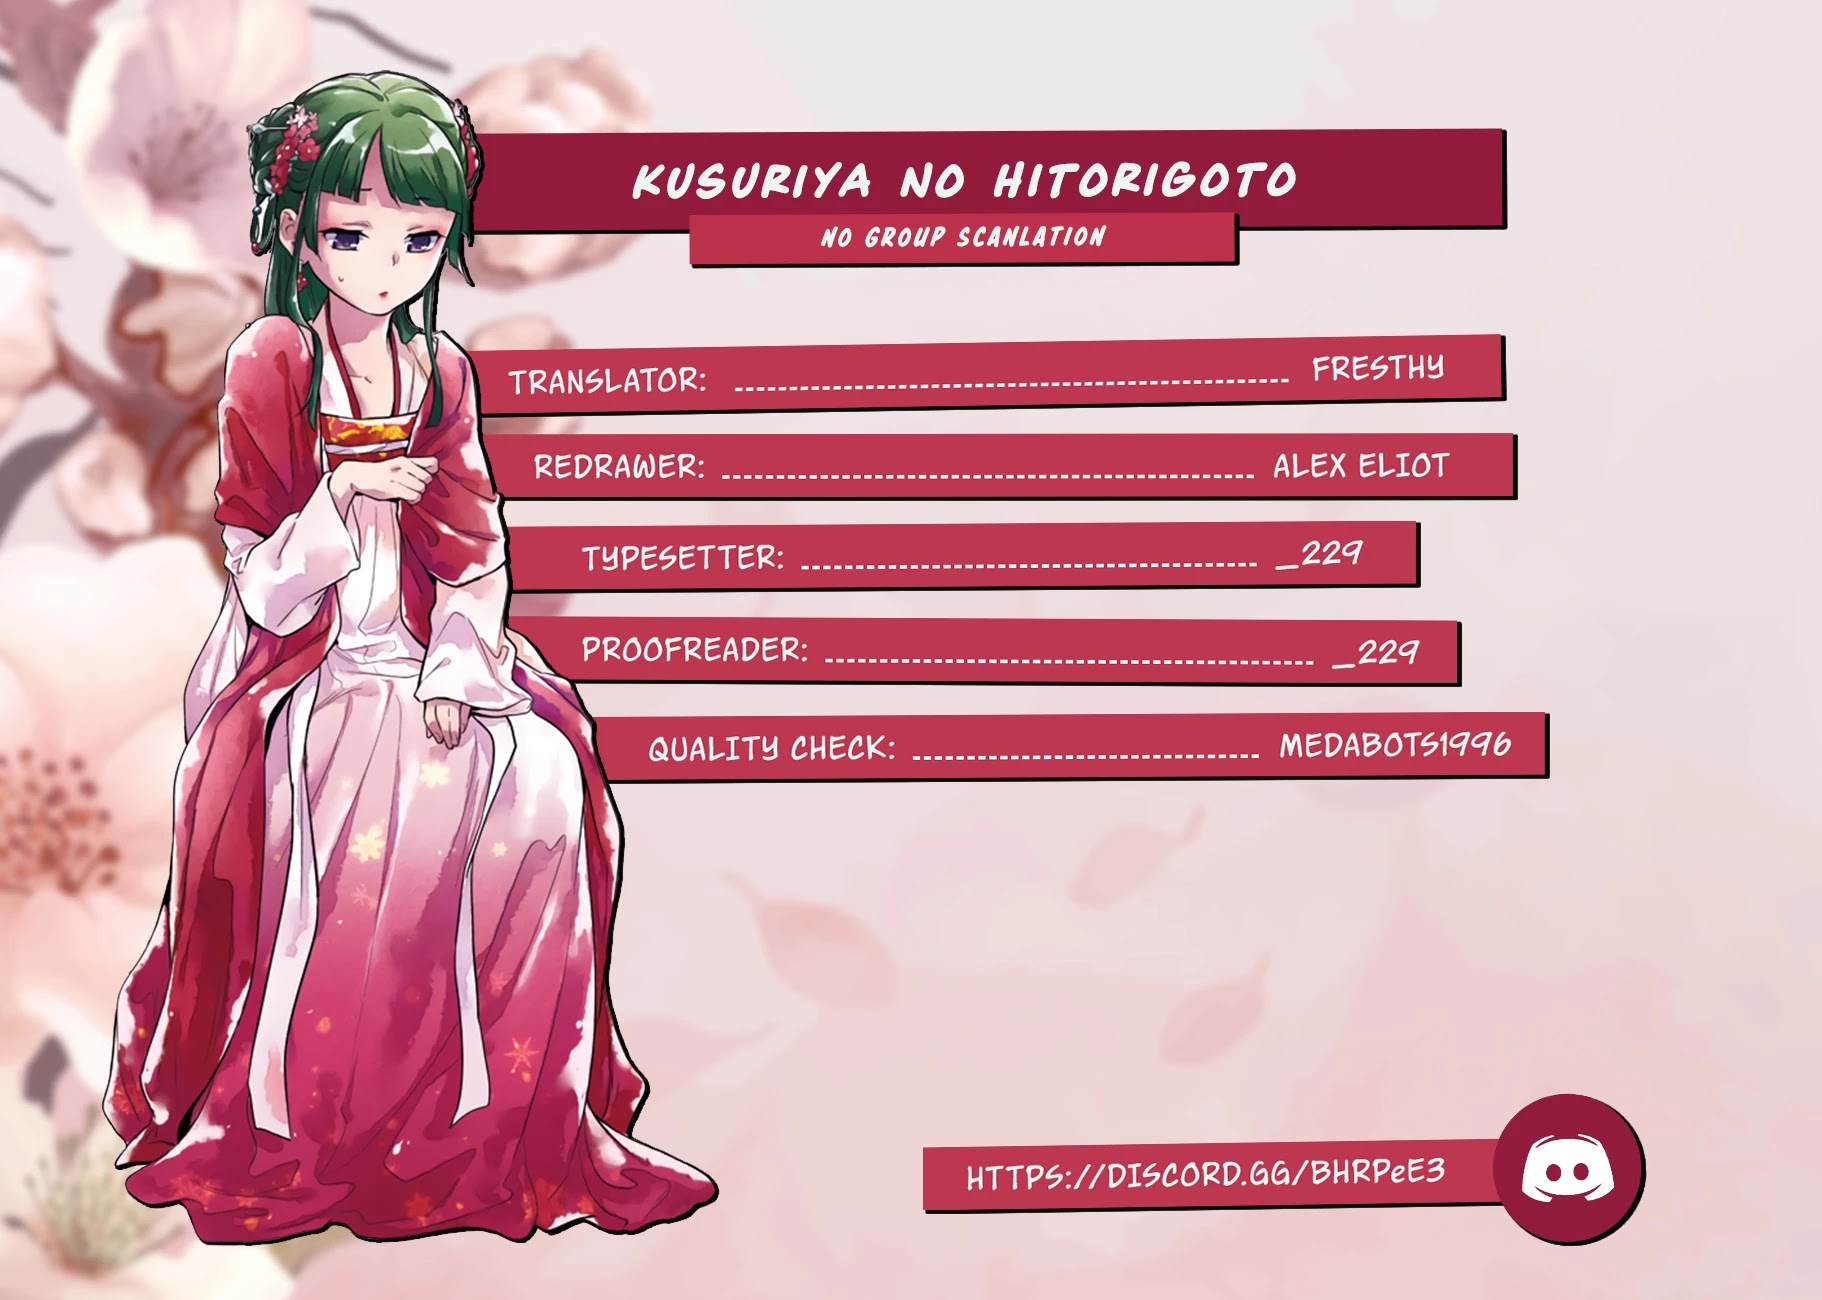 KUSURIYA NO HITORIGOTO
NO GROUP SCANLATION
TRANSLATOR: FRESTHY
REDRAWER: ALEX ELIOT
TYPESETTER: _229
PROOFREADER: _229
QUALITY CHECK: MEDABOTS1996
HTTPS://DISCORD.GG/BHRPeE3